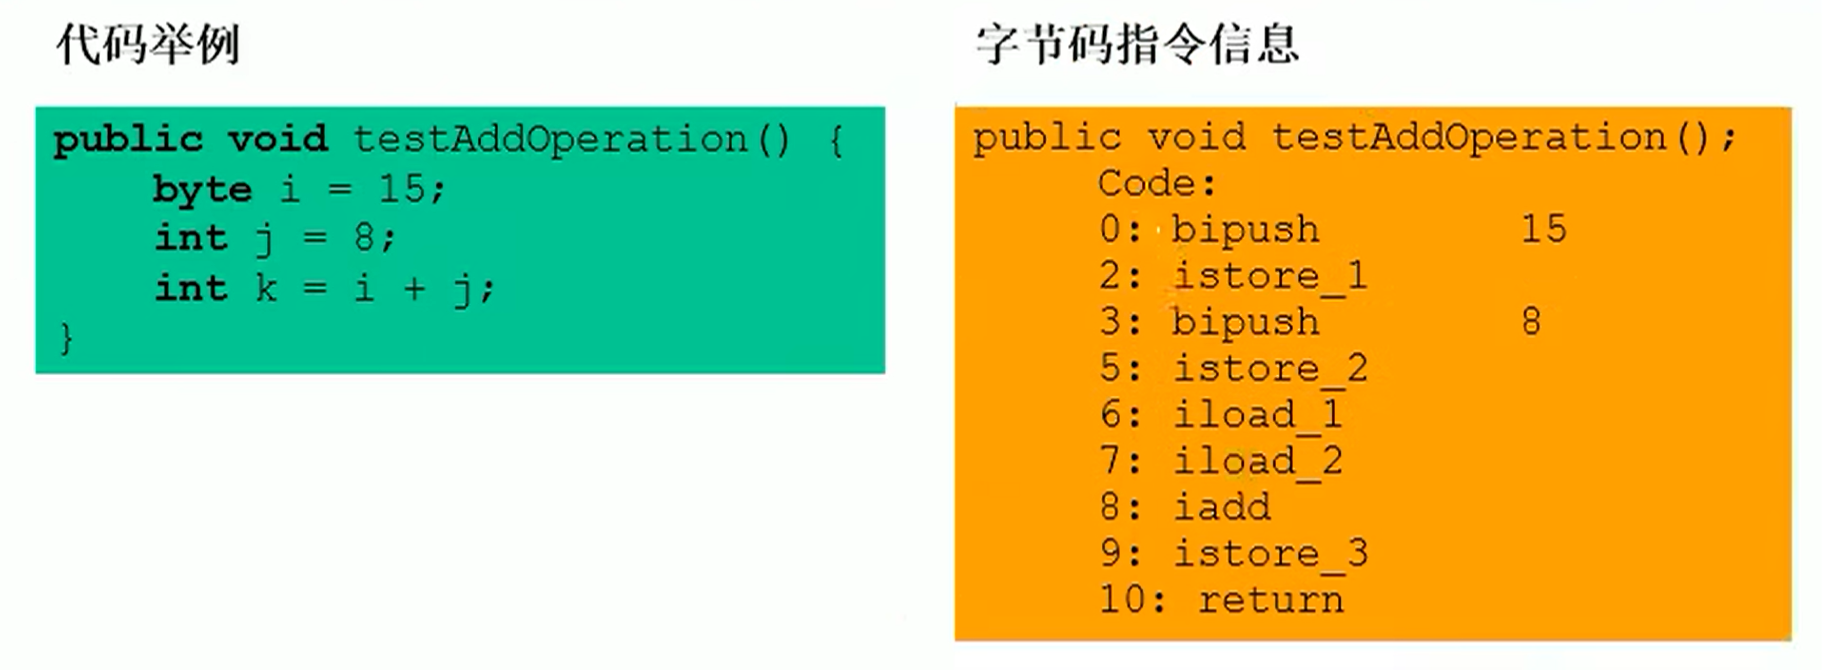 代码举例
public void testAddOperation() {
    byte i = 15;
    int j = 8;
    int k = i + j;
}
字节码指令信息
public void testAddOperation();
     Code:
     0: bipush        15
     2: istore_1
     3: bipush        8
     5: istore_2
     6: iload_1
     7: iload_2
     8: iadd
     9: istore_3
     10: return